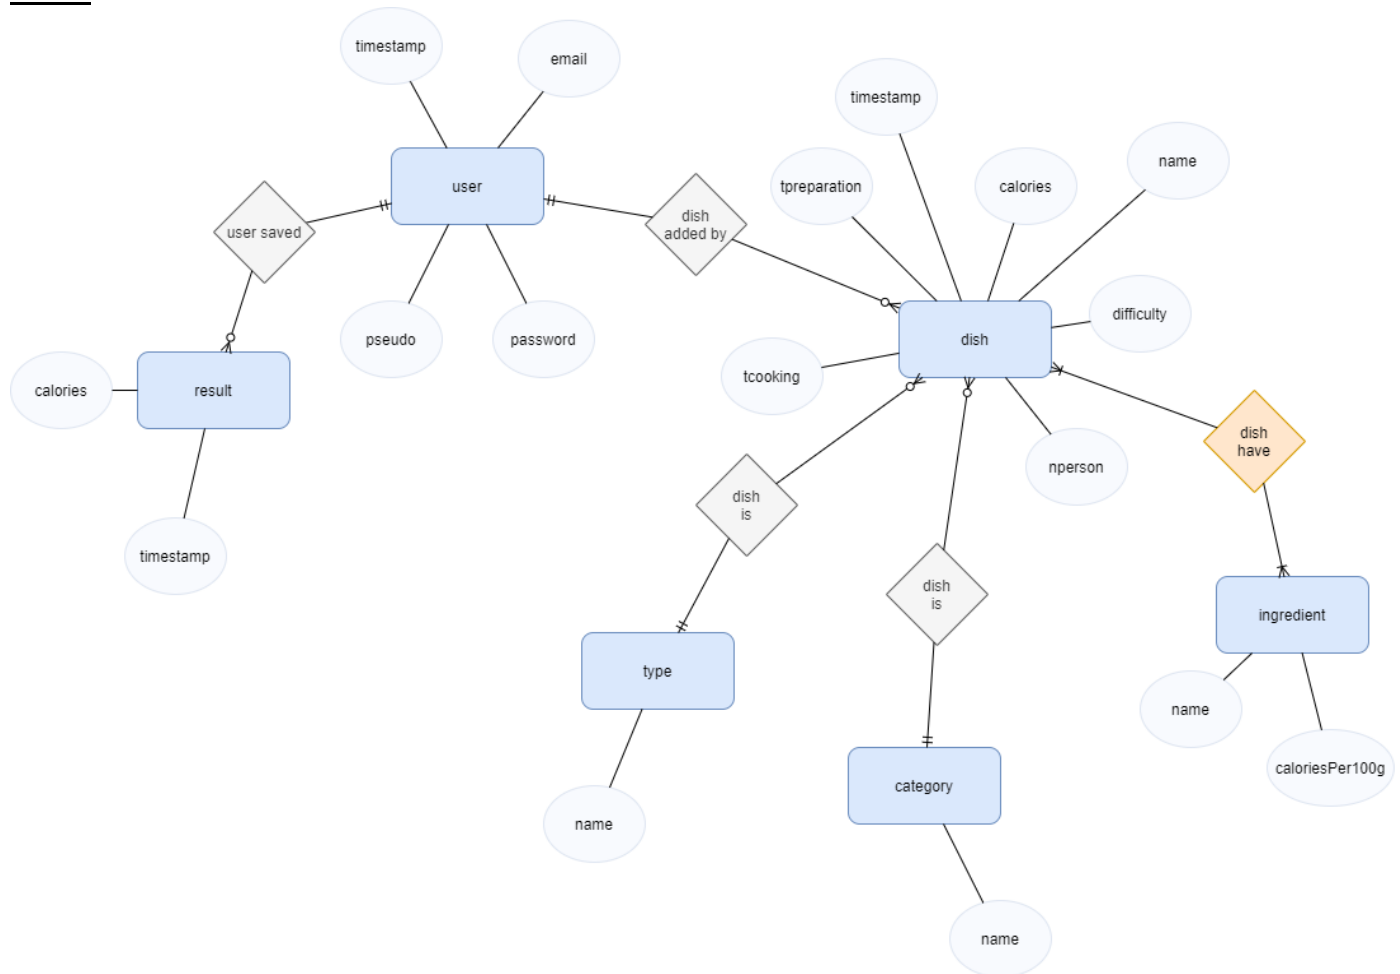 timestamp
email
timestamp
name
tpreparation
calories
user
user saved
dish
added by
difficulty
pseudo
password
dish
tcooking
calories
result
dish
have
nperson
dish
is
timestamp
dish
is
ingredient
type
name
caloriesPer100g
category
name
name